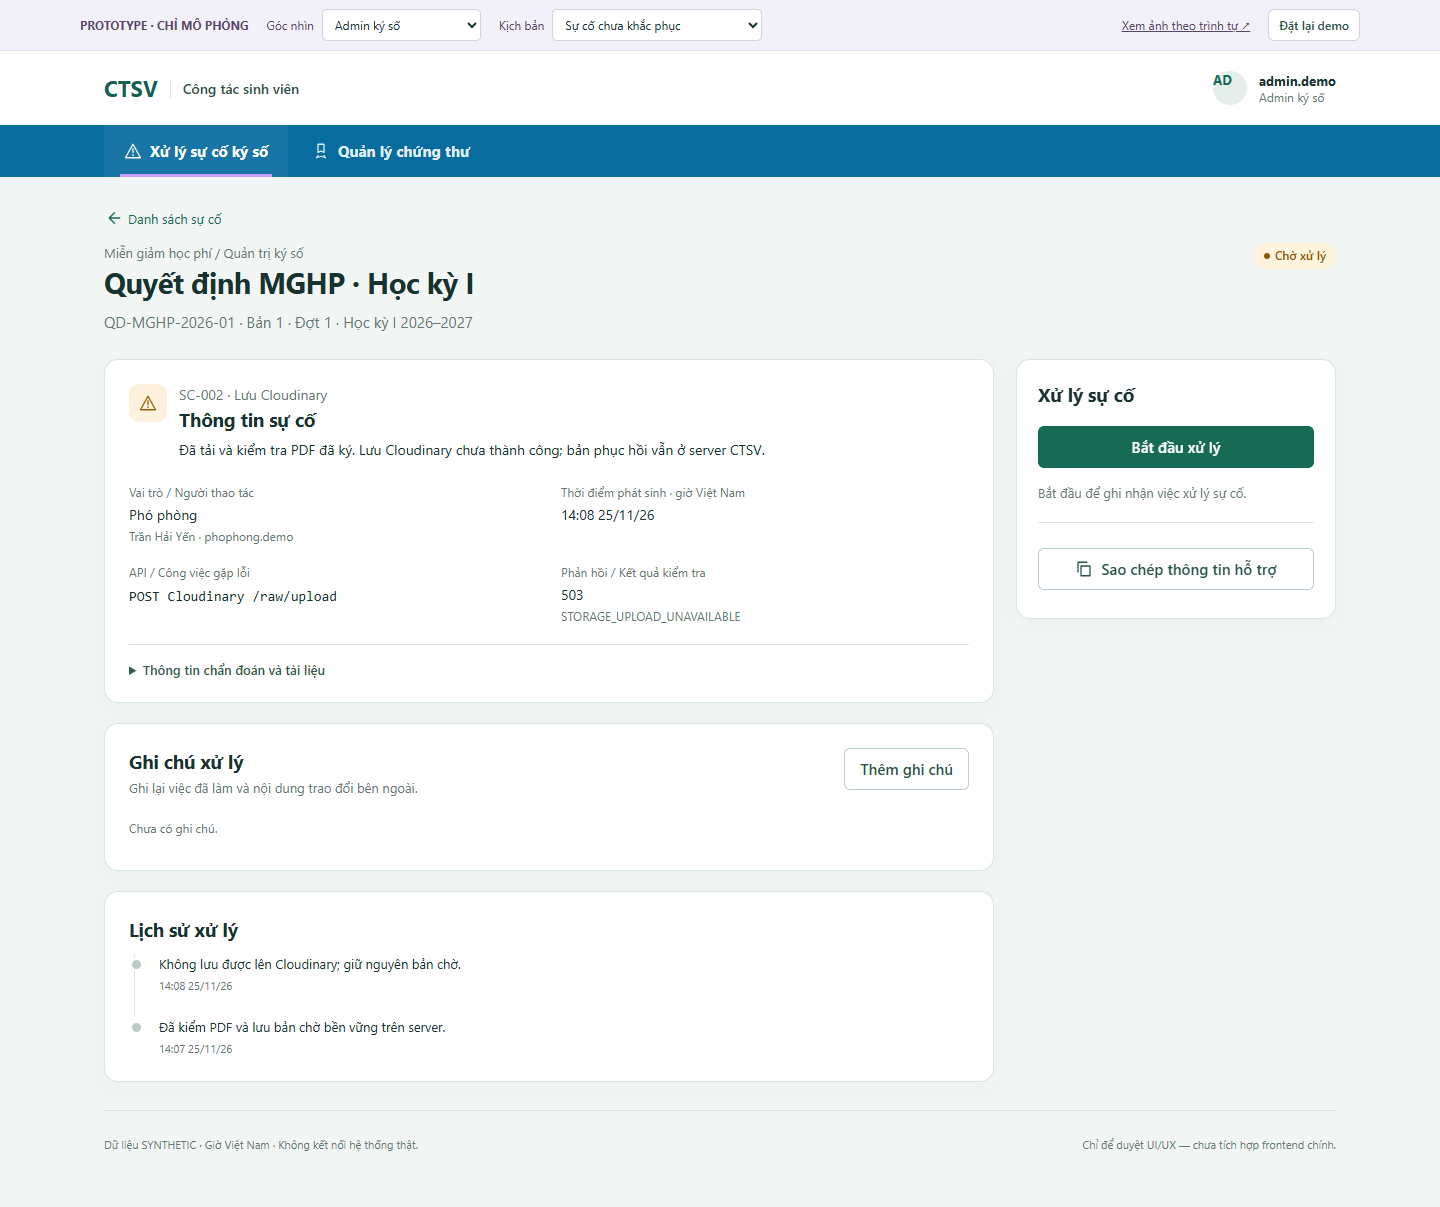 PROTOTYPE · CHỈ MÔ PHỎNG
Góc nhìn
Admin ký số
Kịch bản
Sự cố chưa khắc phục
Xem ảnh theo trình tự ↗
Đặt lại demo
CTSV
Công tác sinh viên
AD
admin.demo
Admin ký số
Xử lý sự cố ký số
Quản lý chứng thư
Danh sách sự cố
Miễn giảm học phí / Quản trị ký số
Chờ xử lý
Quyết định MGHP · Học kỳ I
QD-MGHP-2026-01 · Bản 1 · Đợt 1 · Học kỳ I 2026–2027
SC-002 · Lưu Cloudinary
Thông tin sự cố
Đã tải và kiểm tra PDF đã ký. Lưu Cloudinary chưa thành công; bản phục hồi vẫn ở server CTSV.
Vai trò / Người thao tác
Phó phòng
Trần Hải Yến · phophong.demo
Thời điểm phát sinh · giờ Việt Nam
14:08 25/11/26
API / Công việc gặp lỗi
POST Cloudinary /raw/upload
Phản hồi / Kết quả kiểm tra
503
STORAGE_UPLOAD_UNAVAILABLE
Thông tin chẩn đoán và tài liệu
Xử lý sự cố
Bắt đầu xử lý
Bắt đầu để ghi nhận việc xử lý sự cố.
Sao chép thông tin hỗ trợ
Ghi chú xử lý
Ghi lại việc đã làm và nội dung trao đổi bên ngoài.
Thêm ghi chú
Chưa có ghi chú.
Lịch sử xử lý
Không lưu được lên Cloudinary; giữ nguyên bản chờ.
14:08 25/11/26
Đã kiểm PDF và lưu bản chờ bền vững trên server.
14:07 25/11/26
Dữ liệu SYNTHETIC · Giờ Việt Nam · Không kết nối hệ thống thật.
Chỉ để duyệt UI/UX — chưa tích hợp frontend chính.